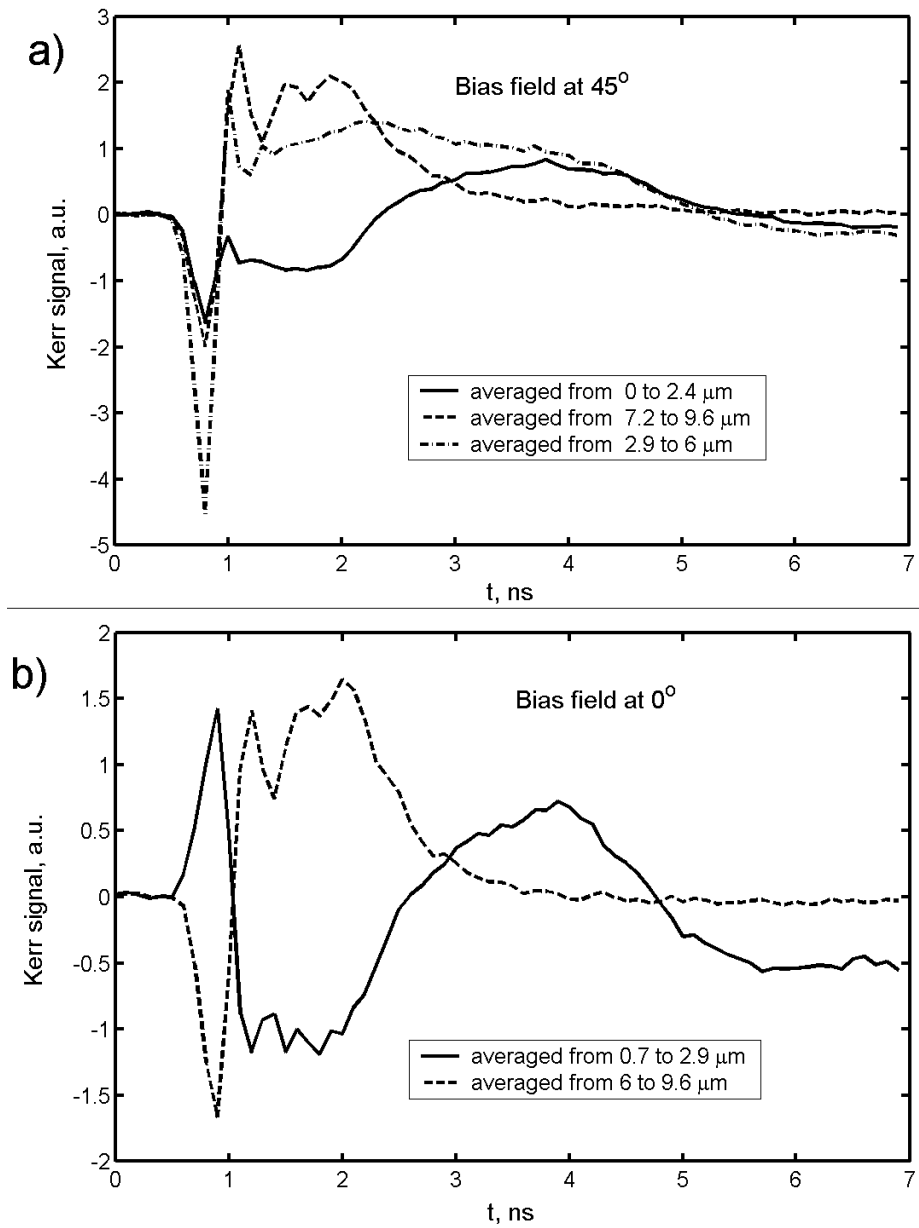 a)
3
2
1
0
-1
-2
-3
-4
-5
Kerr signal, a.u.
Bias field at 45°
averaged from 0 to 2.4 μm
averaged from 7.2 to 9.6 μm
averaged from 2.9 to 6 μm
0 1 2 3 4 5 6 7
t, ns
b)
2
1.5
1
0.5
0
-0.5
-1
-1.5
-2
Kerr signal, a.u.
Bias field at 0°
averaged from 0.7 to 2.9 μm
averaged from 6 to 9.6 μm
0 1 2 3 4 5 6 7
t, ns